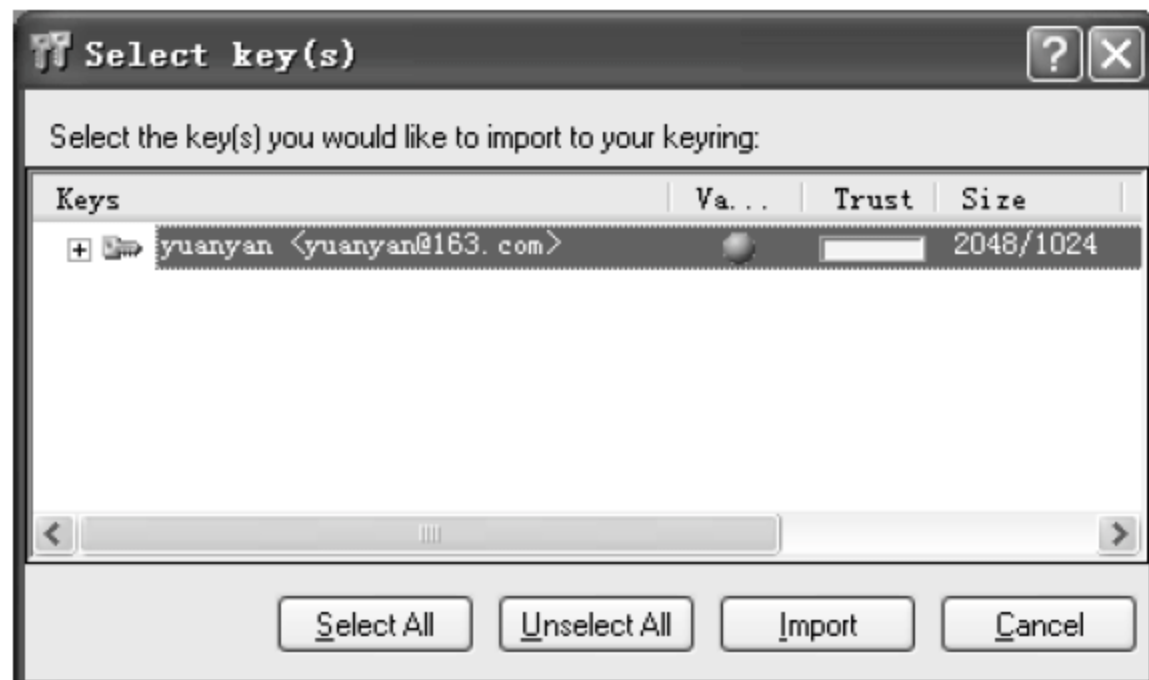 Select key(s)
Select the key(s) you would like to import to your keyring:
Keys Va... Trust Size
yuanyan <yuanyan@163.com> 2048/1024
Select All Unselect All Import Cancel